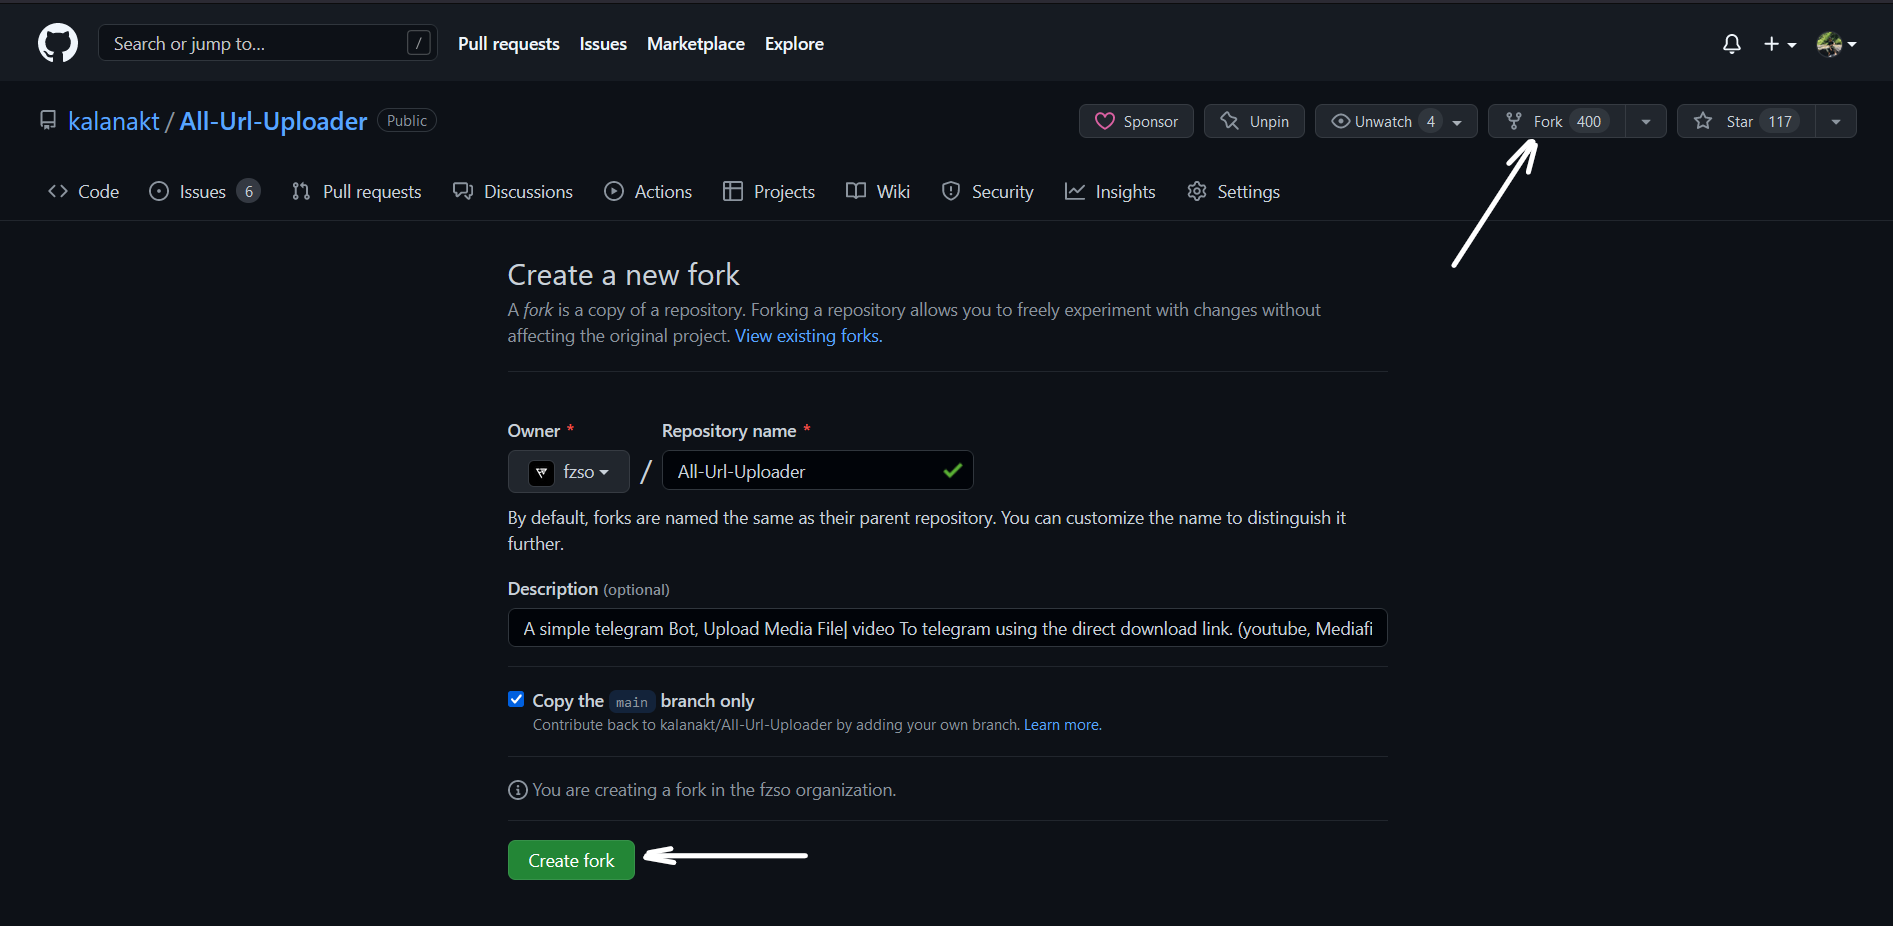 Search or jump to... / Pull requests Issues Marketplace Explore
kalanakt / All-Url-Uploader Public Sponsor Unpin Unwatch 4 Fork 400 Star 117
Code Issues 6 Pull requests Discussions Actions Projects Wiki Security Insights Settings
Create a new fork
A fork is a copy of a repository. Forking a repository allows you to freely experiment with changes without
affecting the original project. View existing forks.
Owner * Repository name *
fzso / All-Url-Uploader
By default, forks are named the same as their parent repository. You can customize the name to distinguish it
further.
Description (optional)
A simple telegram Bot, Upload Media File| video To telegram using the direct download link. (youtube, Mediafi
Copy the main branch only
Contribute back to kalanakt/All-Url-Uploader by adding your own branch. Learn more.
You are creating a fork in the fzso organization.
Create fork